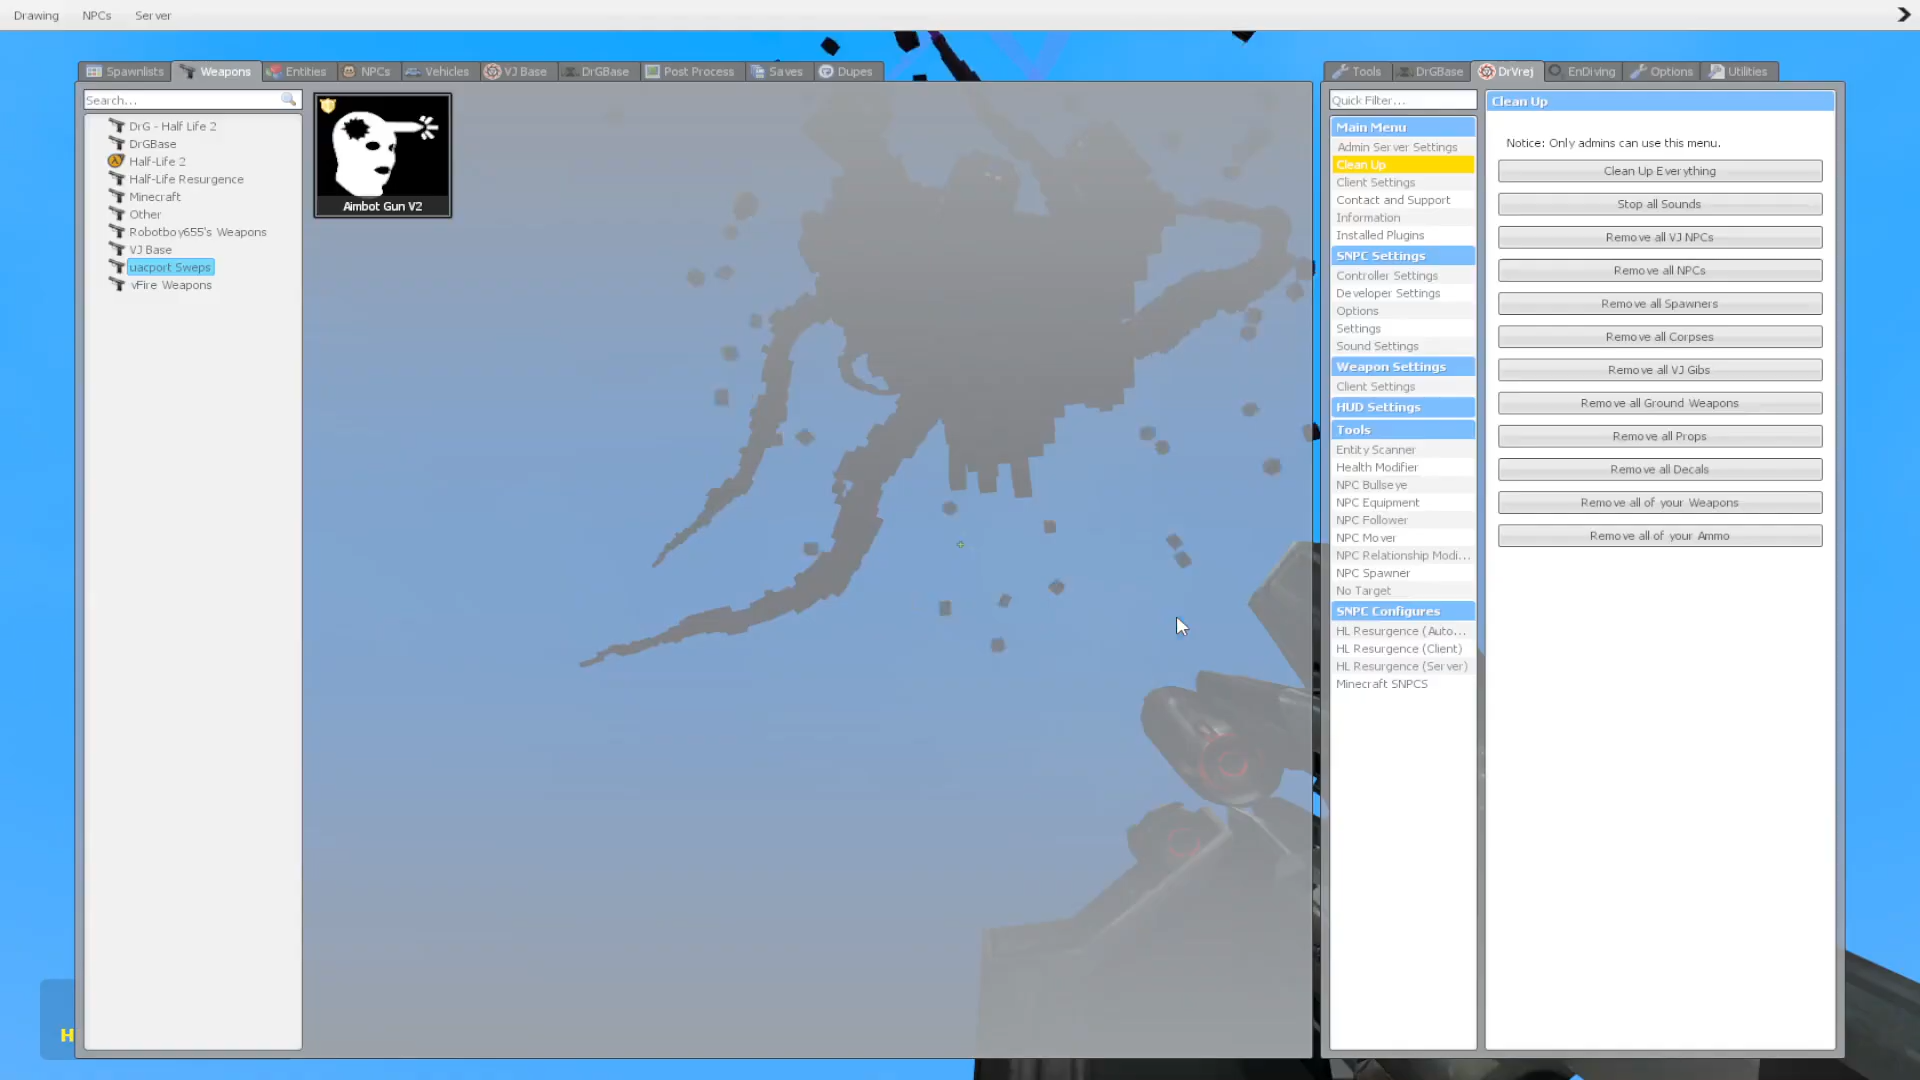 Drawing NPCs Server
Spawnlists Weapons Entities NPCs Vehicles VJ Base DrGBase Post Process Saves Dupes
Search...
DrG - Half Life 2
DrGBase
Half-Life 2
Half-Life Resurgence
Minecraft
Other
Robotboy655's Weapons
VJ Base
uacport Sweps
vFire Weapons
Aimbot Gun V2
H
Tools DrGBase DrVrej EnDiving Options Utilities
Quick Filter...
Main Menu
Admin Server Settings
Clean Up
Client Settings
Contact and Support
Information
Installed Plugins
SNPC Settings
Controller Settings
Developer Settings
Options
Settings
Sound Settings
Weapon Settings
Client Settings
HUD Settings
Tools
Entity Scanner
Health Modifier
NPC Bullseye
NPC Equipment
NPC Follower
NPC Mover
NPC Relationship Modi...
NPC Spawner
No Target
SNPC Configures
HL Resurgence (Auto...
HL Resurgence (Client)
HL Resurgence (Server)
Minecraft SNPCS
Clean Up
Notice: Only admins can use this menu.
Clean Up Everything
Stop all Sounds
Remove all VJ NPCs
Remove all NPCs
Remove all Spawners
Remove all Corpses
Remove all VJ Gibs
Remove all Ground Weapons
Remove all Props
Remove all Decals
Remove all of your Weapons
Remove all of your Ammo